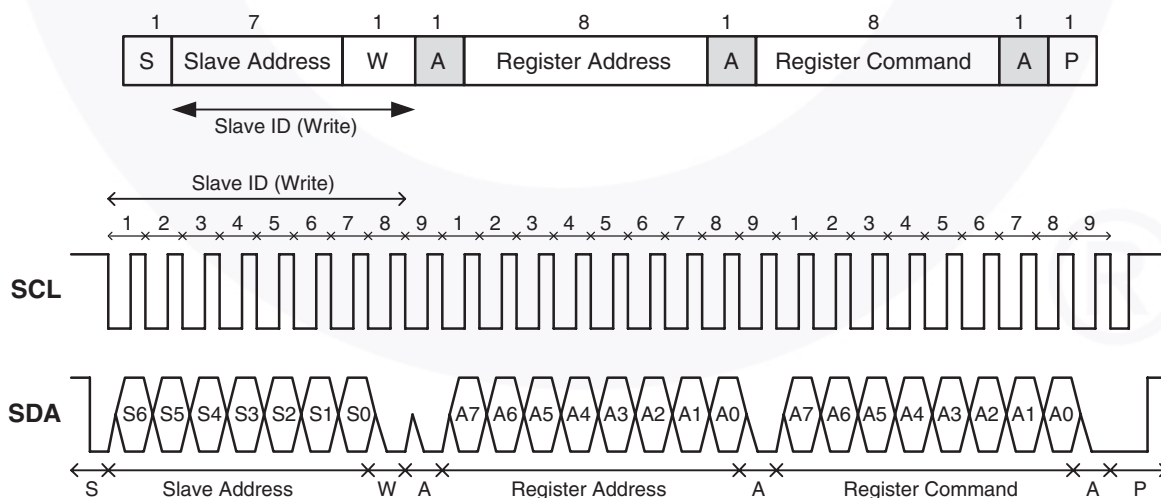 1 7 1 1 8 1 8 1 1
S Slave Address W A Register Address A Register Command A P
Slave ID (Write)
Slave ID (Write)
1 2 3 4 5 6 7 8 9 1 2 3 4 5 6 7 8 9 1 2 3 4 5 6 7 8 9
SCL
SDA S6 S5 S4 S3 S2 S1 S0 A7 A6 A5 A4 A3 A2 A1 A0 A7 A6 A5 A4 A3 A2 A1 A0
S Slave Address W A Register Address A Register Command A P
®